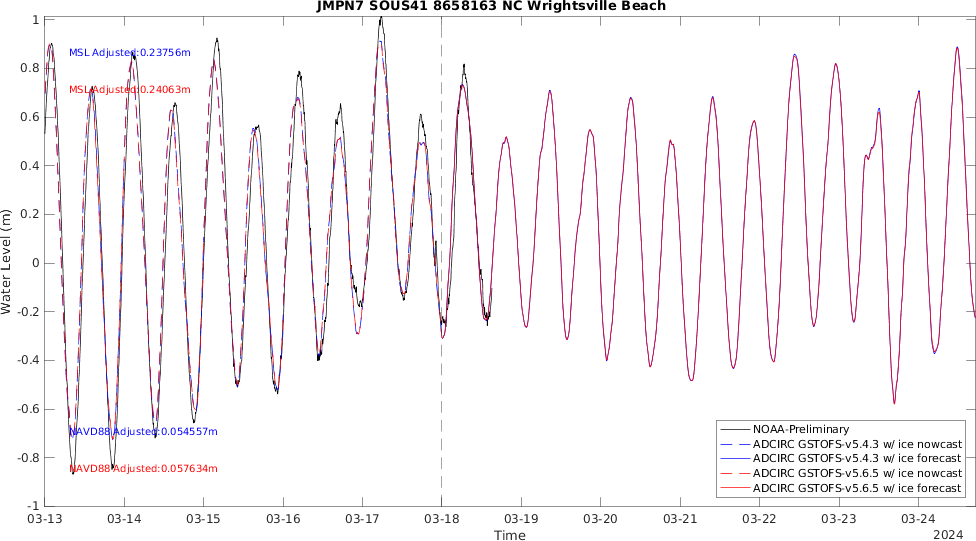 JMPN7 SOUS41 8658163 NC Wrightsville Beach
1
0.8
0.6
0.4
0.2
0
-0.2
-0.4
-0.6
-0.8
-1
Water Level (m)
MSL Adjusted:0.23756m
MSL Adjusted:0.24063m
NAVD88 Adjusted:0.054557m
NAVD88 Adjusted:0.057634m
NOAA-Preliminary
ADCIRC GSTOFS-v5.4.3 w/ ice nowcast
ADCIRC GSTOFS-v5.4.3 w/ ice forecast
ADCIRC GSTOFS-v5.6.5 w/ ice nowcast
ADCIRC GSTOFS-v5.6.5 w/ ice forecast
03-13 03-14 03-15 03-16 03-17 03-18 03-19 03-20 03-21 03-22 03-23 03-24
Time
2024